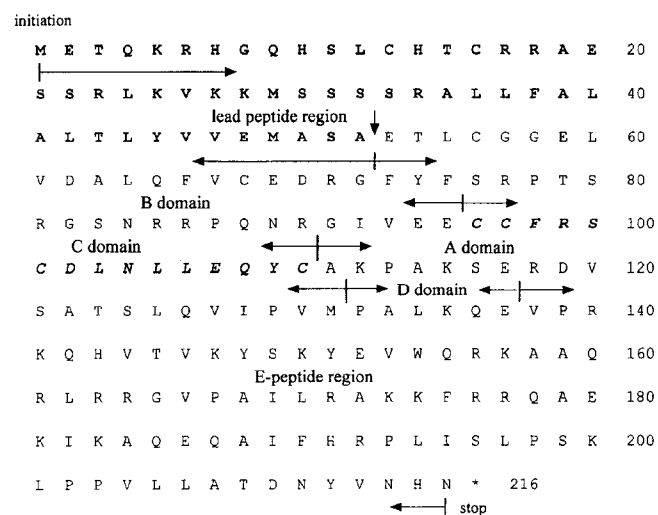 initiation
M E T Q K R H G Q H S L C H T C R R A E 20
S S R L K V K K M S S S S R A L L F A L 40
lead peptide region
A L T L Y V V E M A S A E T L C G G E L 60
V D A L Q F V C E D R G F Y F S R P T S 80
B domain
R G S N R R P Q N R G I V E E C C F R S 100
C domain A domain
C D L N L L E Q Y C A K P A K S E R D V 120
D domain
S A T S L Q V I P V M P A L K Q E V P R 140
K Q H V T V K Y S K Y E V W Q R K A A Q 160
E-peptide region
R L R R G V P A I L R A K K F R R Q A E 180
K I K A Q E Q A I F H R P L I S L P S K 200
L P P V L L A T D N Y V N H N * 216
stop